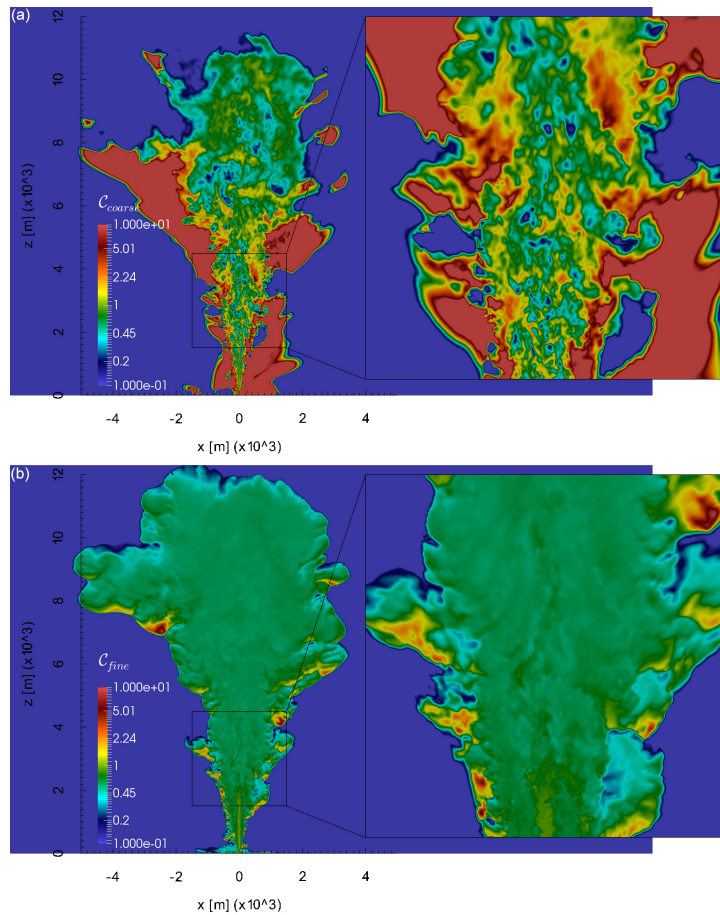 (a)
12
10
8
6
4
2
0
z [m] (x10^3)
C_coarse
1.000e+01
5.01
2.24
1
0.45
0.2
1.000e-01
-4 -2 0 2 4
x [m] (x10^3)
(b)
12
10
8
6
4
2
0
z [m] (x10^3)
C_fine
1.000e+01
5.01
2.24
1
0.45
0.2
1.000e-01
-4 -2 0 2 4
x [m] (x10^3)